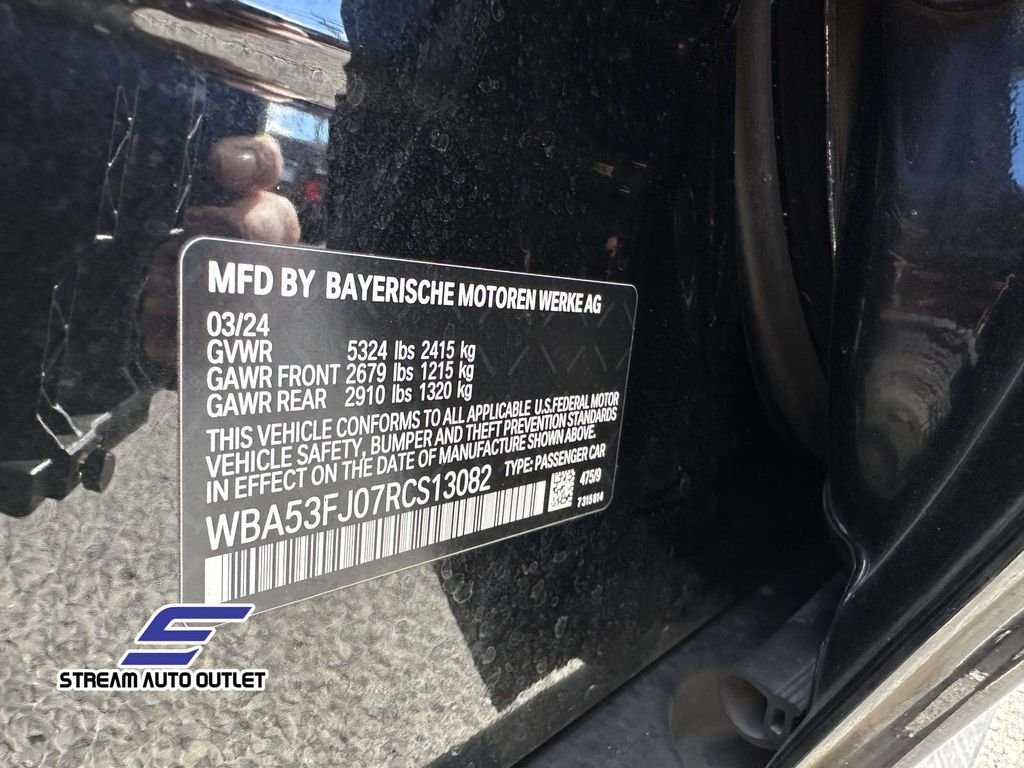 MFD BY BAYERISCHE MOTOREN WERKE AG
03/24
GVWR 5324 lbs 2415 kg
GAWR FRONT 2679 lbs 1215 kg
GAWR REAR 2910 lbs 1320 kg
THIS VEHICLE CONFORMS TO ALL APPLICABLE U.S.FEDERAL MOTOR
VEHICLE SAFETY, BUMPER AND THEFT PREVENTION STANDARDS
IN EFFECT ON THE DATE OF MANUFACTURE SHOWN ABOVE.
WBA53FJ07RCS13082 TYPE: PASSENGER CAR
475/9
7315814
STREAM AUTO OUTLET